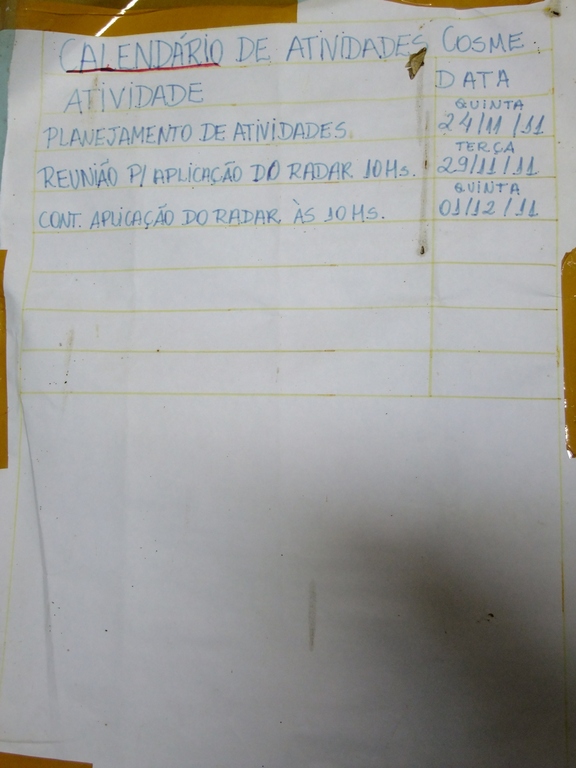 CALENDÁRIO DE ATIVIDADES COSME
ATIVIDADE DATA
PLANEJAMENTO DE ATIVIDADES. QUINTA 24/11/11
REUNIÃO P/ APLICAÇÃO DO RADAR 10HS. TERÇA 29/11/11
CONT. APLICAÇÃO DO RADAR ÀS 10HS. QUINTA 01/12/11